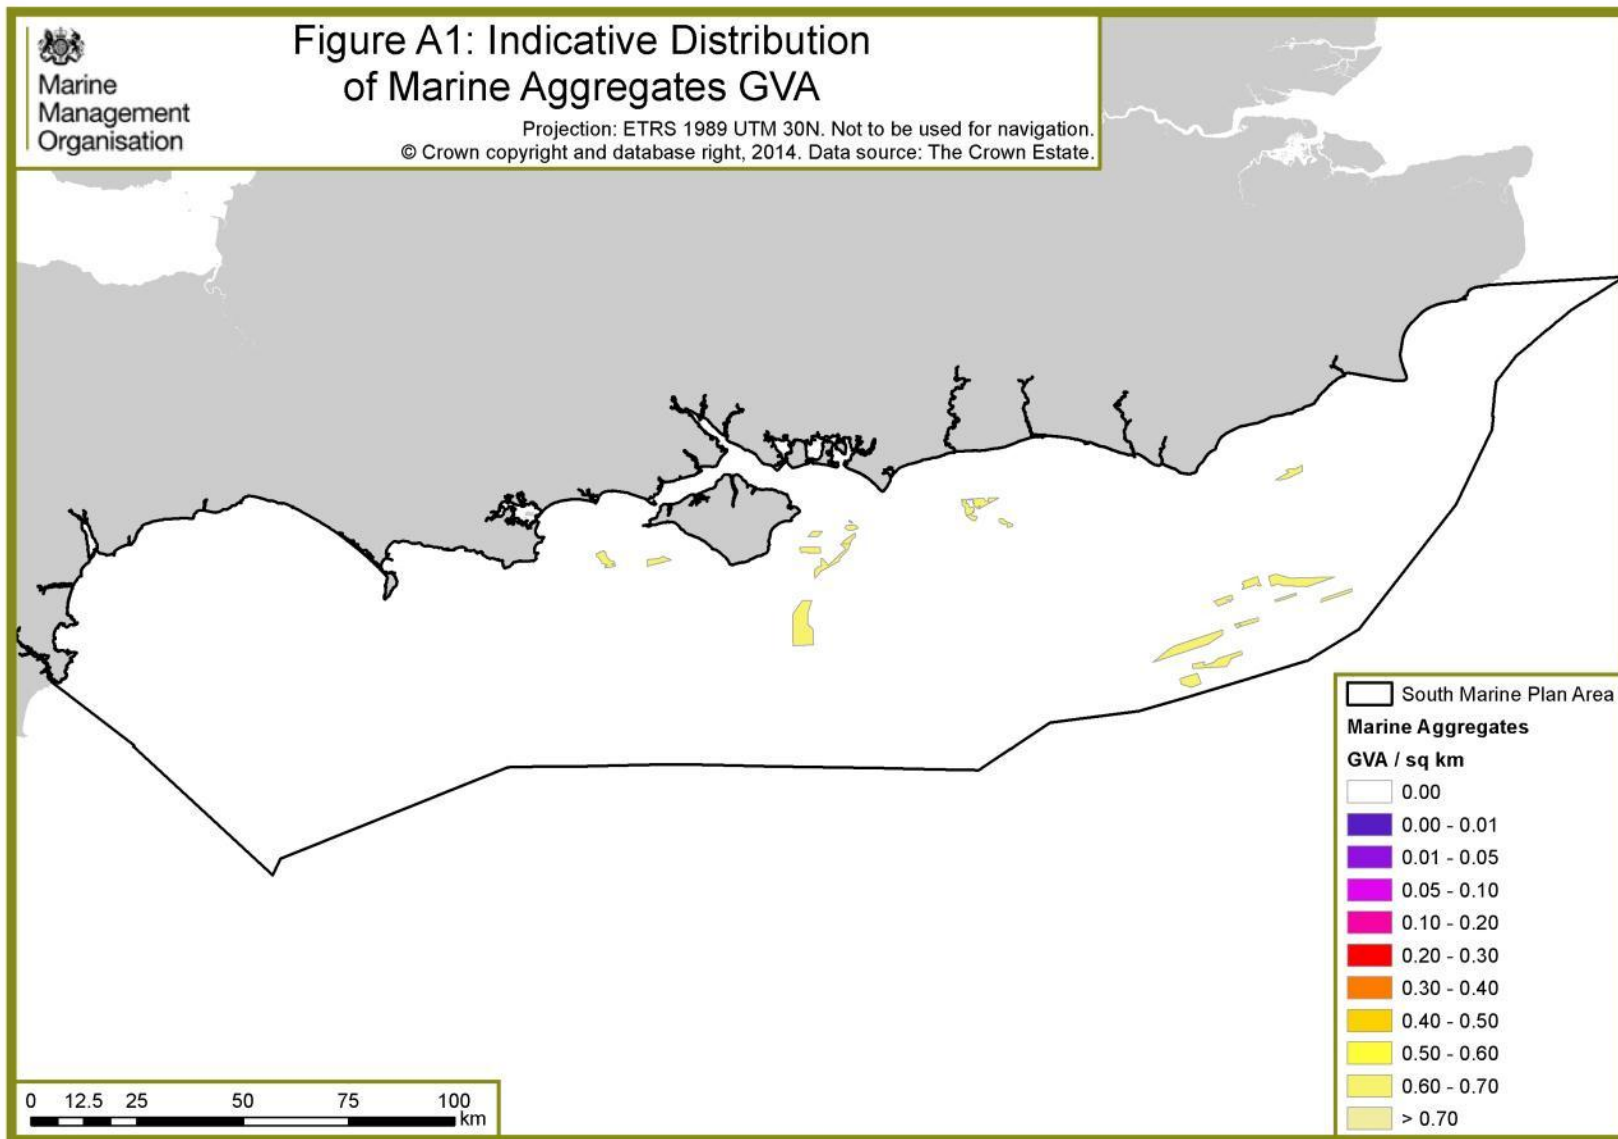 Marine
Management
Organisation
Figure A1: Indicative Distribution
of Marine Aggregates GVA
Projection: ETRS 1989 UTM 30N. Not to be used for navigation.
© Crown copyright and database right, 2014. Data source: The Crown Estate.
South Marine Plan Area
Marine Aggregates
GVA / sq km
0.00
0.00 - 0.01
0.01 - 0.05
0.05 - 0.10
0.10 - 0.20
0.20 - 0.30
0.30 - 0.40
0.40 - 0.50
0.50 - 0.60
0.60 - 0.70
> 0.70
0 12.5 25 50 75 100
km